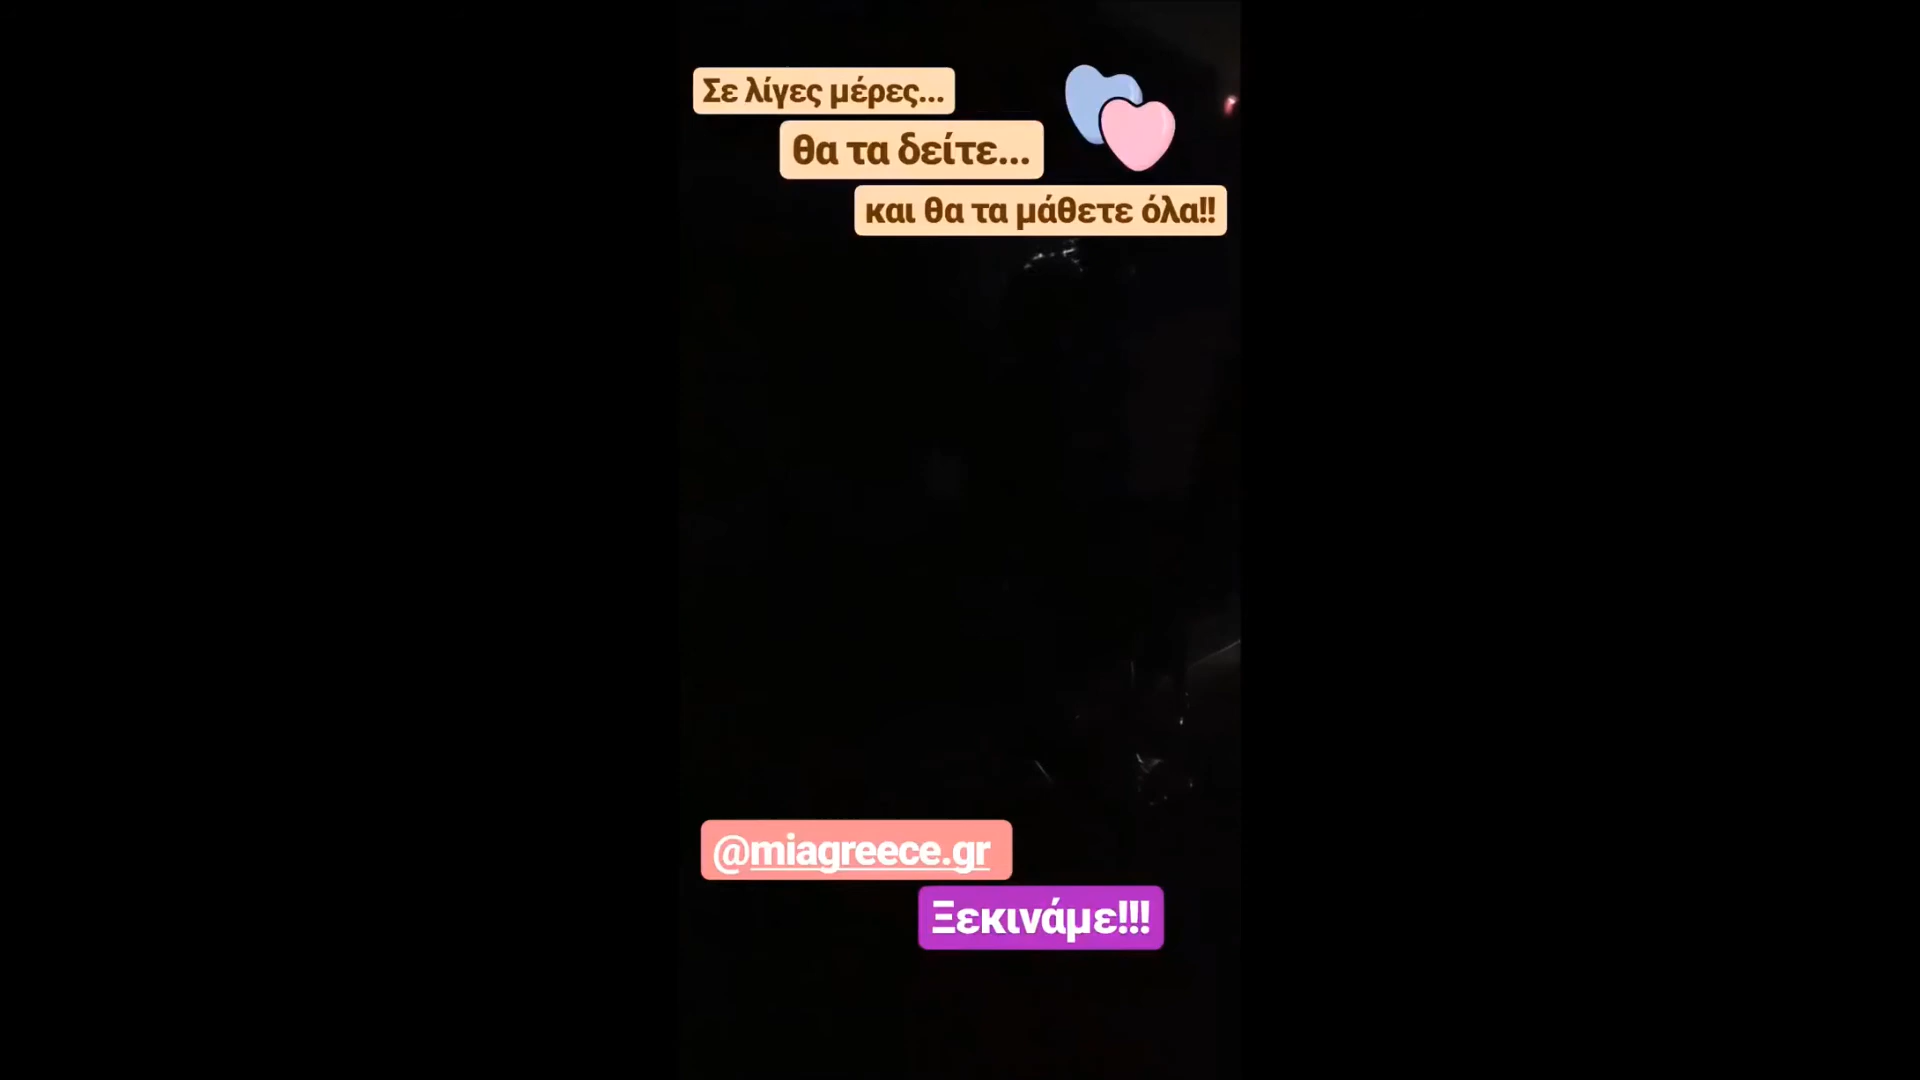 Σε λίγες μέρες...
θα τα δείτε...
και θα τα μάθετε όλα!!
@miagreece.gr
Ξεκινάμε!!!